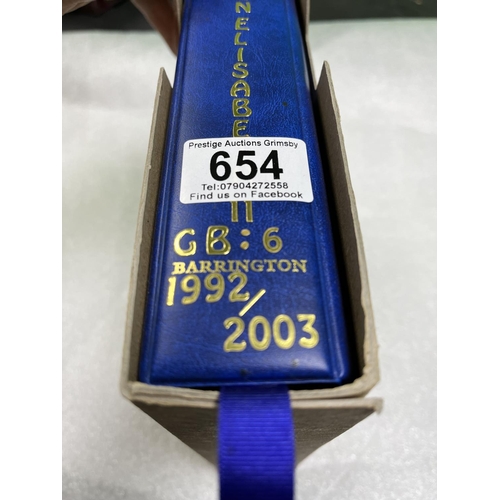 NELISABE
Prestige Auctions Grimsby
654
Tel:07904272558
Find us on Facebook
II
GB:6
BARRINGTON
1992/
2003